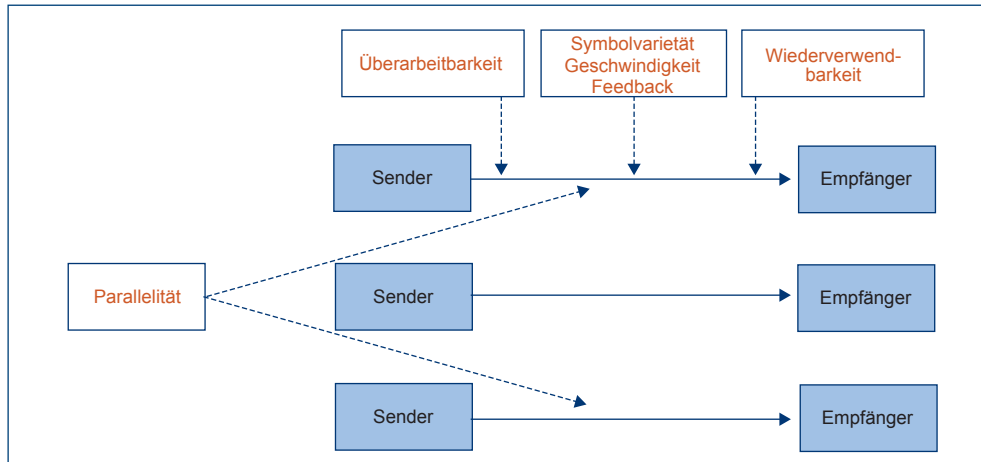 Überarbeitbarkeit
Symbolvarietät
Geschwindigkeit
Feedback
Wiederverwend-
barkeit
Sender
Empfänger
Parallelität
Sender
Empfänger
Sender
Empfänger